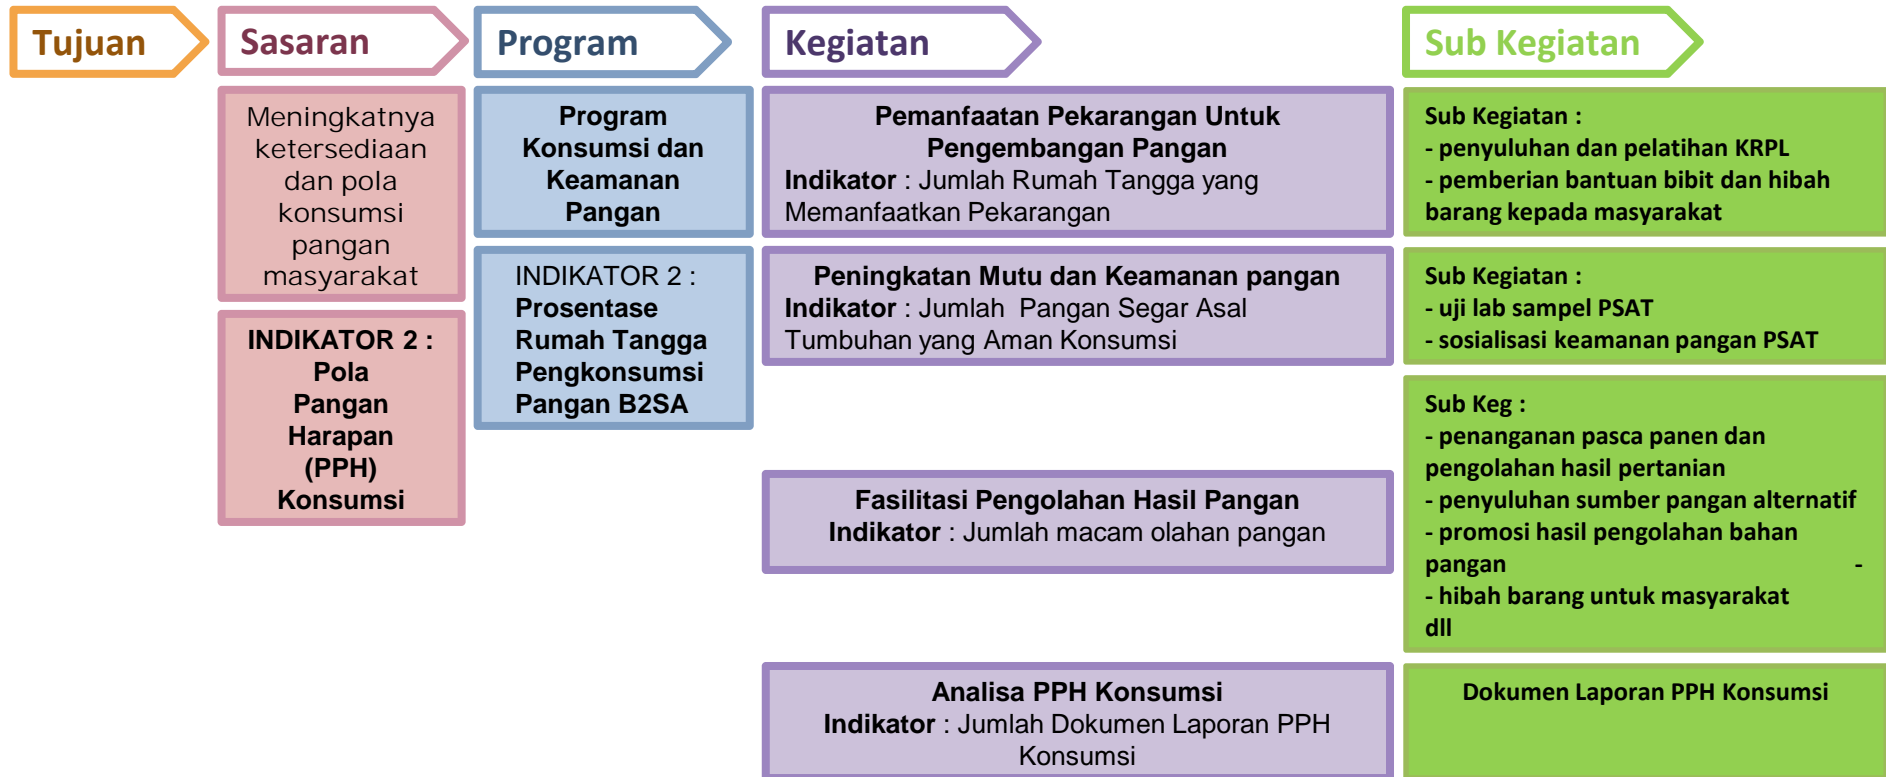 Tujuan
Sasaran
Program
Kegiatan
Sub Kegiatan
Meningkatnya
ketersediaan
dan pola
konsumsi
pangan
masyarakat
INDIKATOR 2 :
Pola
Pangan
Harapan
(PPH)
Konsumsi
Program
Konsumsi dan
Keamanan
Pangan
INDIKATOR 2 :
Prosentase
Rumah Tangga
Pengkonsumsi
Pangan B2SA
Pemanfaatan Pekarangan Untuk
Pengembangan Pangan
Indikator : Jumlah Rumah Tangga yang
Memanfaatkan Pekarangan
Peningkatan Mutu dan Keamanan pangan
Indikator : Jumlah Pangan Segar Asal
Tumbuhan yang Aman Konsumsi
Fasilitasi Pengolahan Hasil Pangan
Indikator : Jumlah macam olahan pangan
Analisa PPH Konsumsi
Indikator : Jumlah Dokumen Laporan PPH
Konsumsi
Sub Kegiatan :
- penyuluhan dan pelatihan KRPL
- pemberian bantuan bibit dan hibah
barang kepada masyarakat
Sub Kegiatan :
- uji lab sampel PSAT
- sosialisasi keamanan pangan PSAT
Sub Keg :
- penanganan pasca panen dan
pengolahan hasil pertanian
- penyuluhan sumber pangan alternatif
- promosi hasil pengolahan bahan
pangan -
- hibah barang untuk masyarakat
dll
Dokumen Laporan PPH Konsumsi